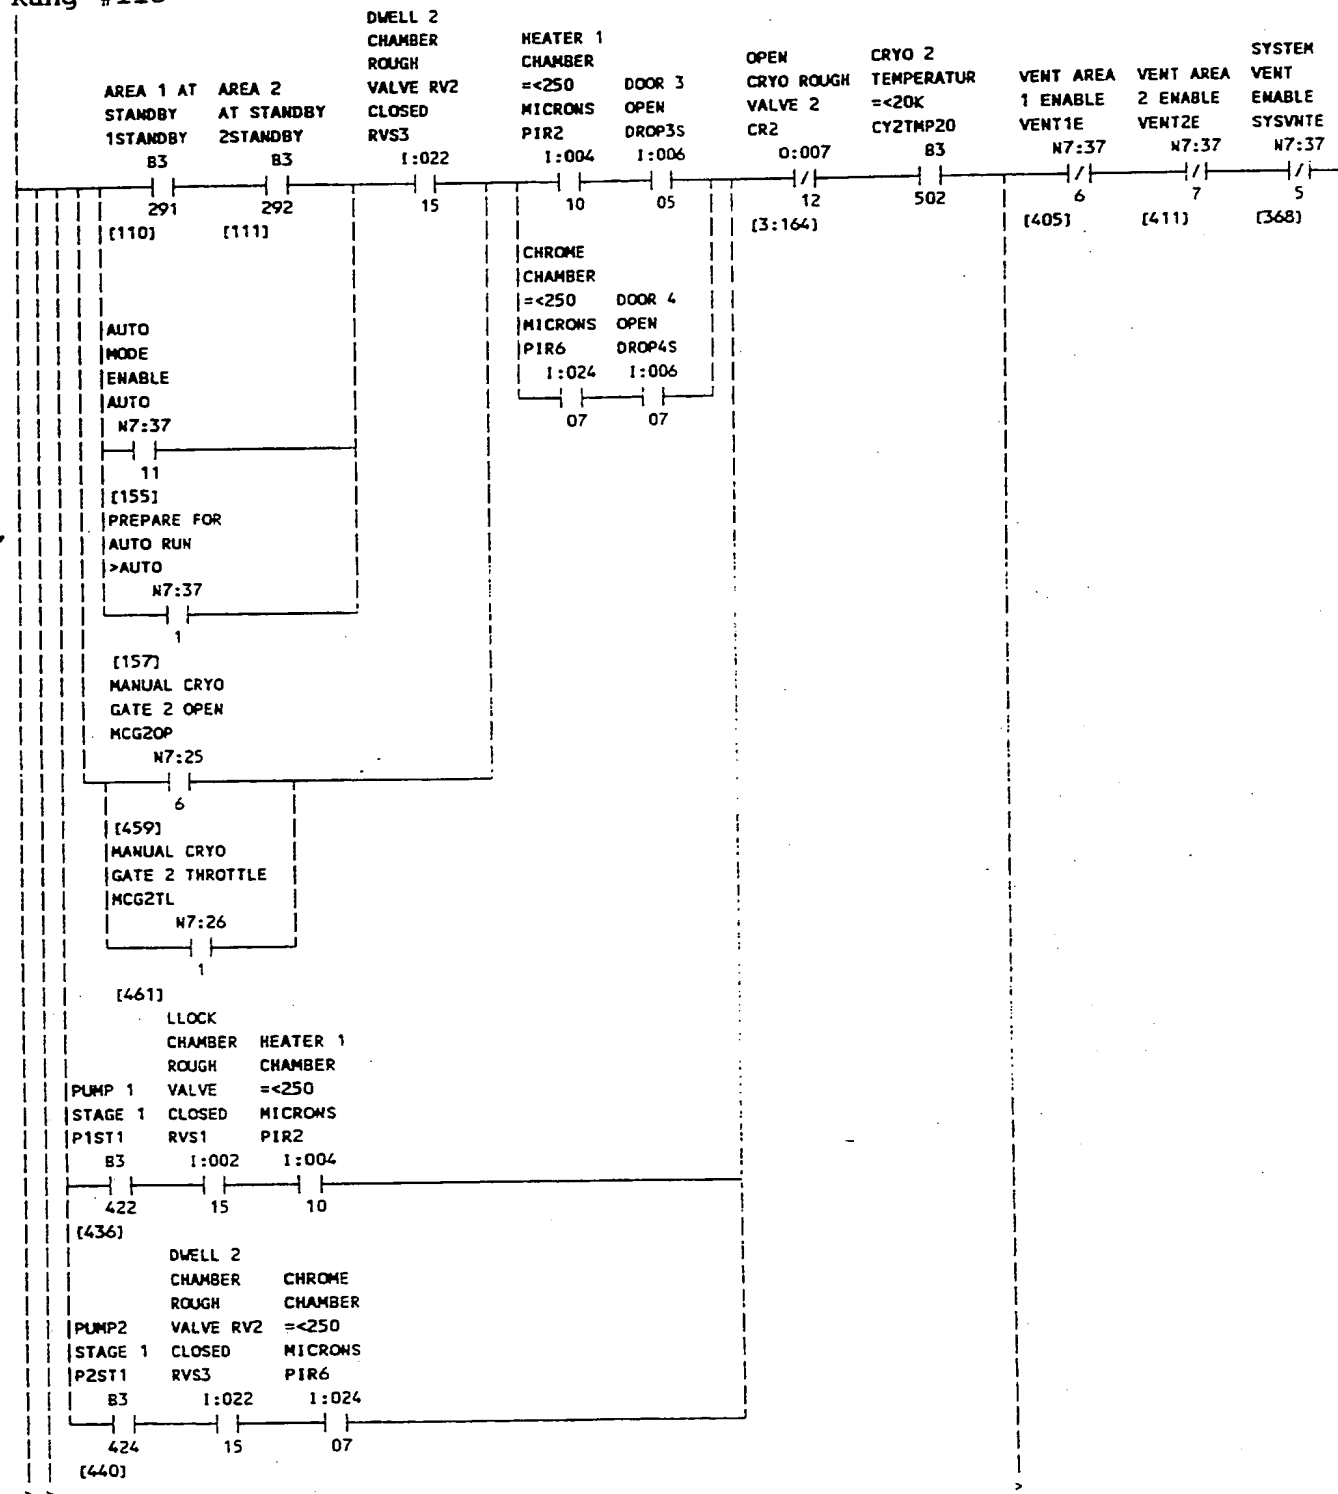 Rung #118
DWELL 2
CHAMBER
ROUGH
VALVE RV2
CLOSED
RVS3
HEATER 1
CHAMBER
=<250
MICRONS
PIR2
DOOR 3
OPEN
DROP3S
OPEN
CRYO ROUGH
VALVE 2
CR2
CRYO 2
TEMPERATUR
=<20K
CY2TMP20
VENT AREA
1 ENABLE
VENT1E
VENT AREA
2 ENABLE
VENT2E
SYSTEM
VENT
ENABLE
SYSVNTE
AREA 1 AT
STANDBY
1STANDBY
AREA 2
AT STANDBY
2STANDBY
B3 B3 I:022 I:004 I:006 O:007 B3 N7:37 N7:37 N7:37
291 292 15 10 05 12 502 6 7 5
[110] [111] [3:164] [405] [411] [368]
CHROME
CHAMBER
=<250
MICRONS
PIR6
DOOR 4
OPEN
DROP4S
I:024 I:006
07 07
AUTO
MODE
ENABLE
AUTO
N7:37
11
[155]
PREPARE FOR
AUTO RUN
>AUTO
N7:37
1
[157]
MANUAL CRYO
GATE 2 OPEN
MCG2OP
N7:25
6
[459]
MANUAL CRYO
GATE 2 THROTTLE
MCG2TL
N7:26
1
[461]
PUMP 1
STAGE 1
P1ST1
LLOCK
CHAMBER
ROUGH
VALVE
CLOSED
RVS1
HEATER 1
CHAMBER
=<250
MICRONS
PIR2
B3 I:002 I:004
422 15 10
[436]
PUMP2
STAGE 1
P2ST1
DWELL 2
CHAMBER
ROUGH
VALVE RV2
CLOSED
RVS3
CHROME
CHAMBER
=<250
MICRONS
PIR6
B3 I:022 I:024
424 15 07
[440]